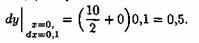 dy|ₓ₌₀, dx=0,1 = (10/2 + 0)0,1 = 0,5.